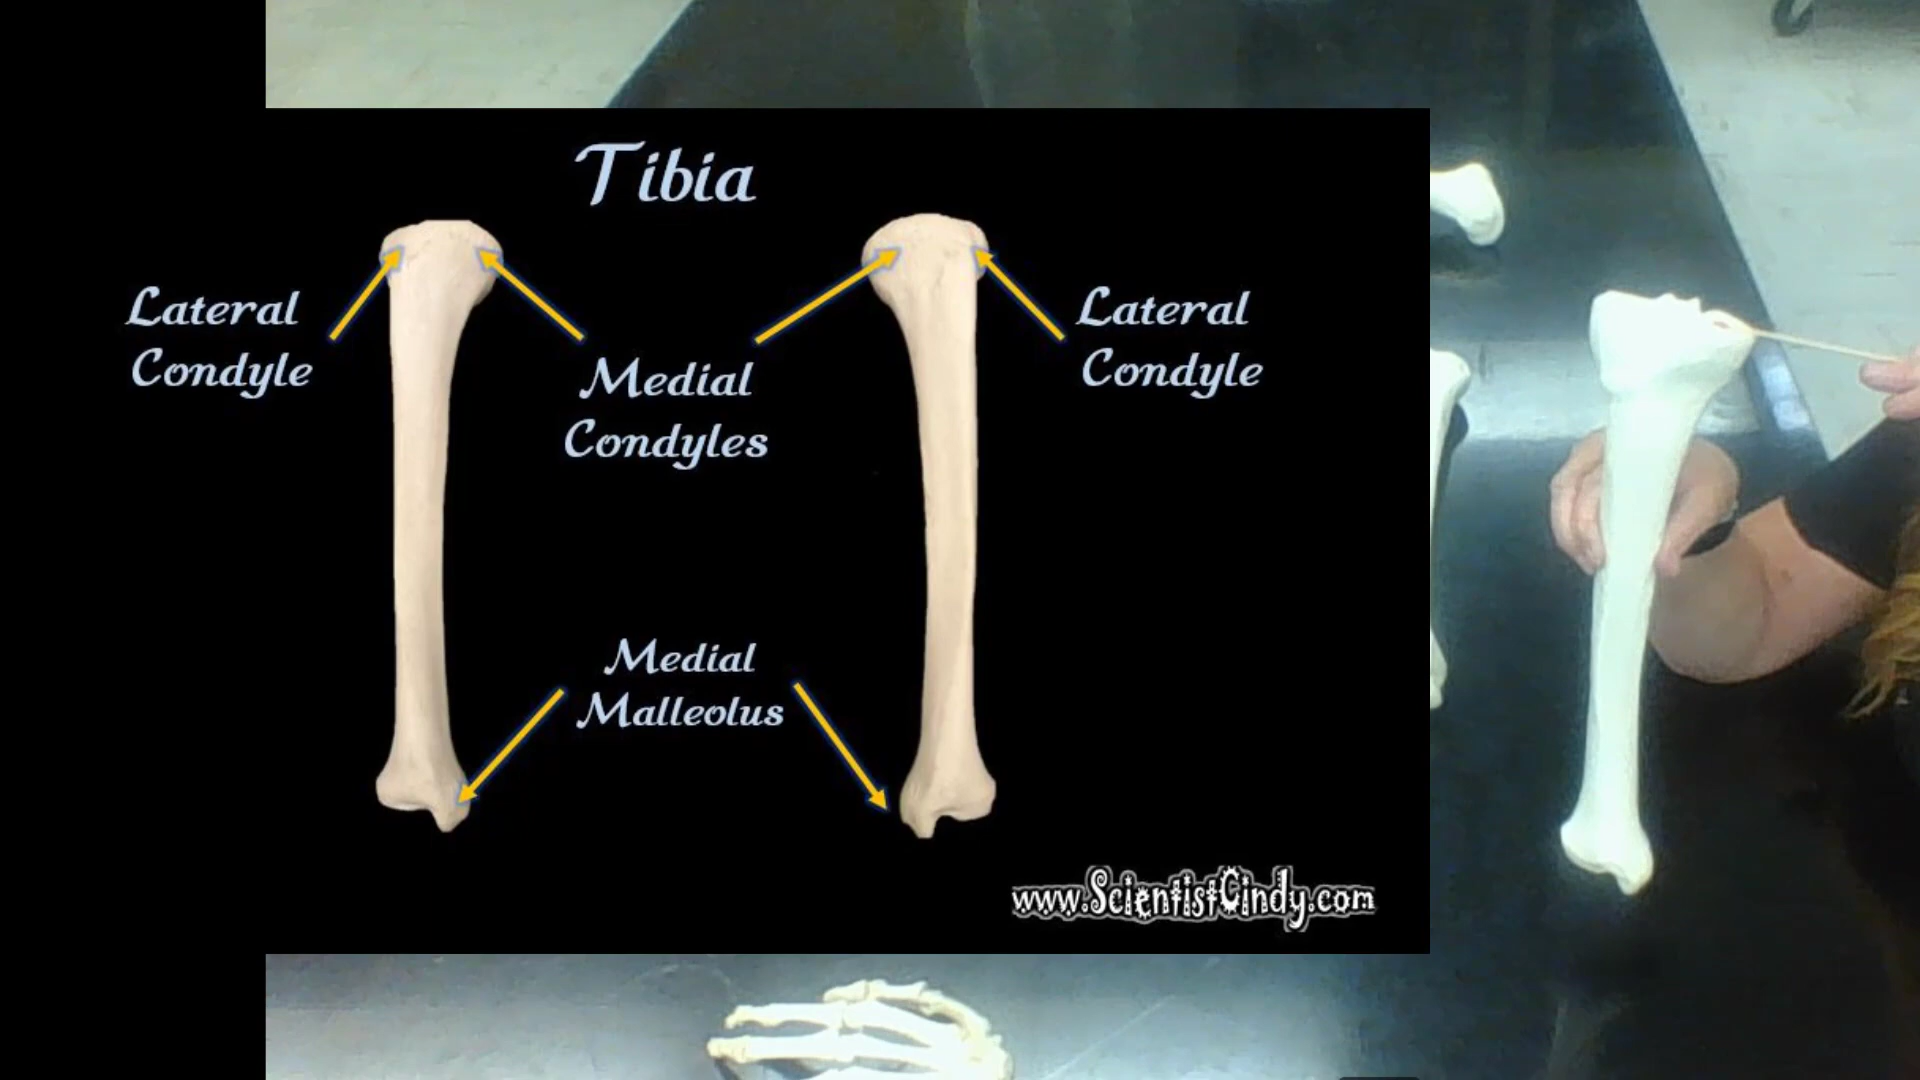 Tibia
Lateral
Condyle
Medial
Condyles
Lateral
Condyle
Medial
Malleolus
www.ScientistCindy.com